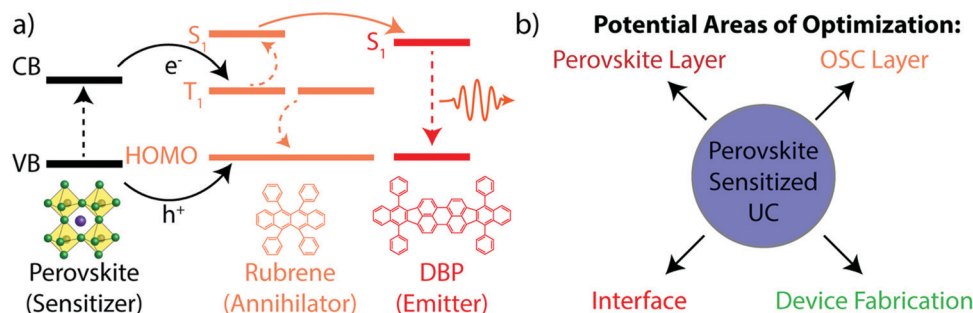 a)
CB
VB
e-
h+
S1
T1
HOMO
S1
Perovskite
(Sensitizer)
Rubrene
(Annihilator)
DBP
(Emitter)
b)
Potential Areas of Optimization:
Perovskite Layer
OSC Layer
Perovskite
Sensitized
UC
Interface
Device Fabrication